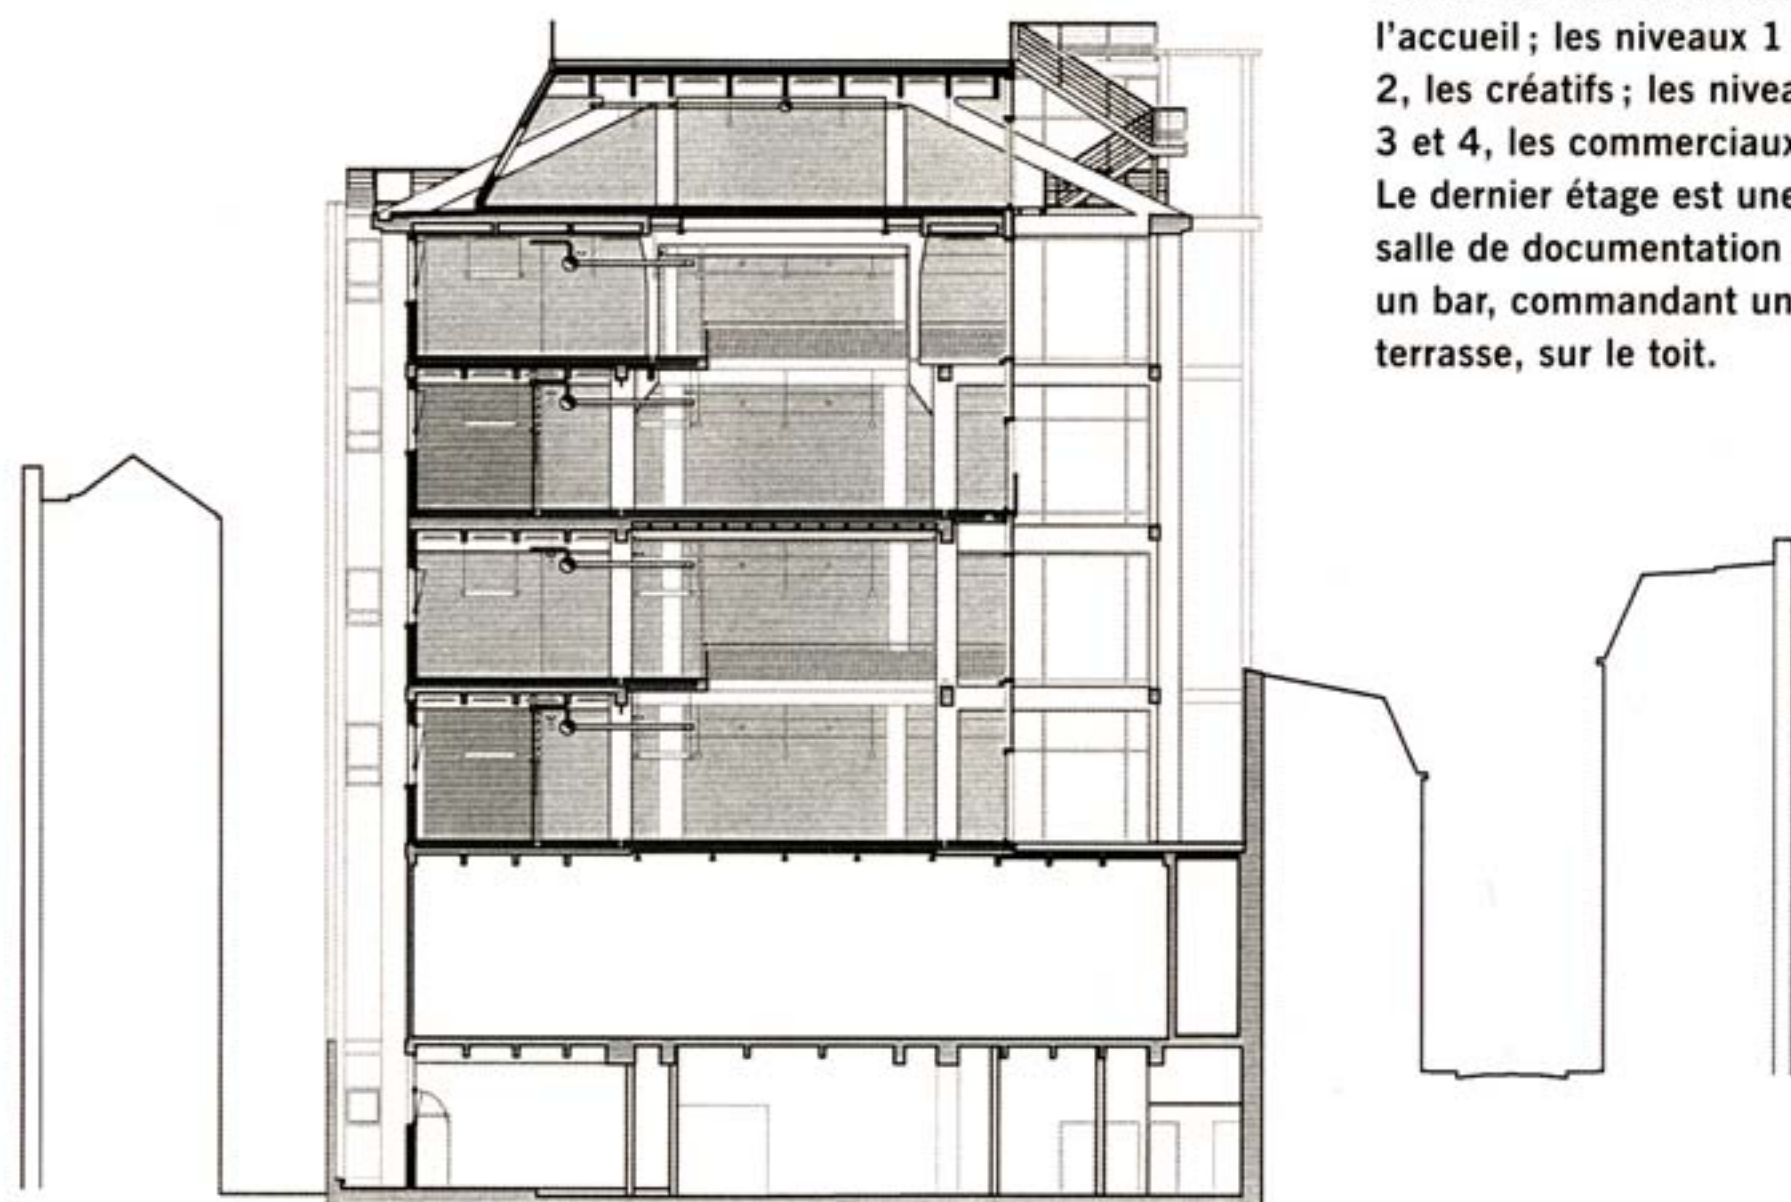 l'accueil ; les niveaux 1
2, les créatifs ; les nivea
3 et 4, les commerciaux
Le dernier étage est une
salle de documentation
un bar, commandant un
terrasse, sur le toit.